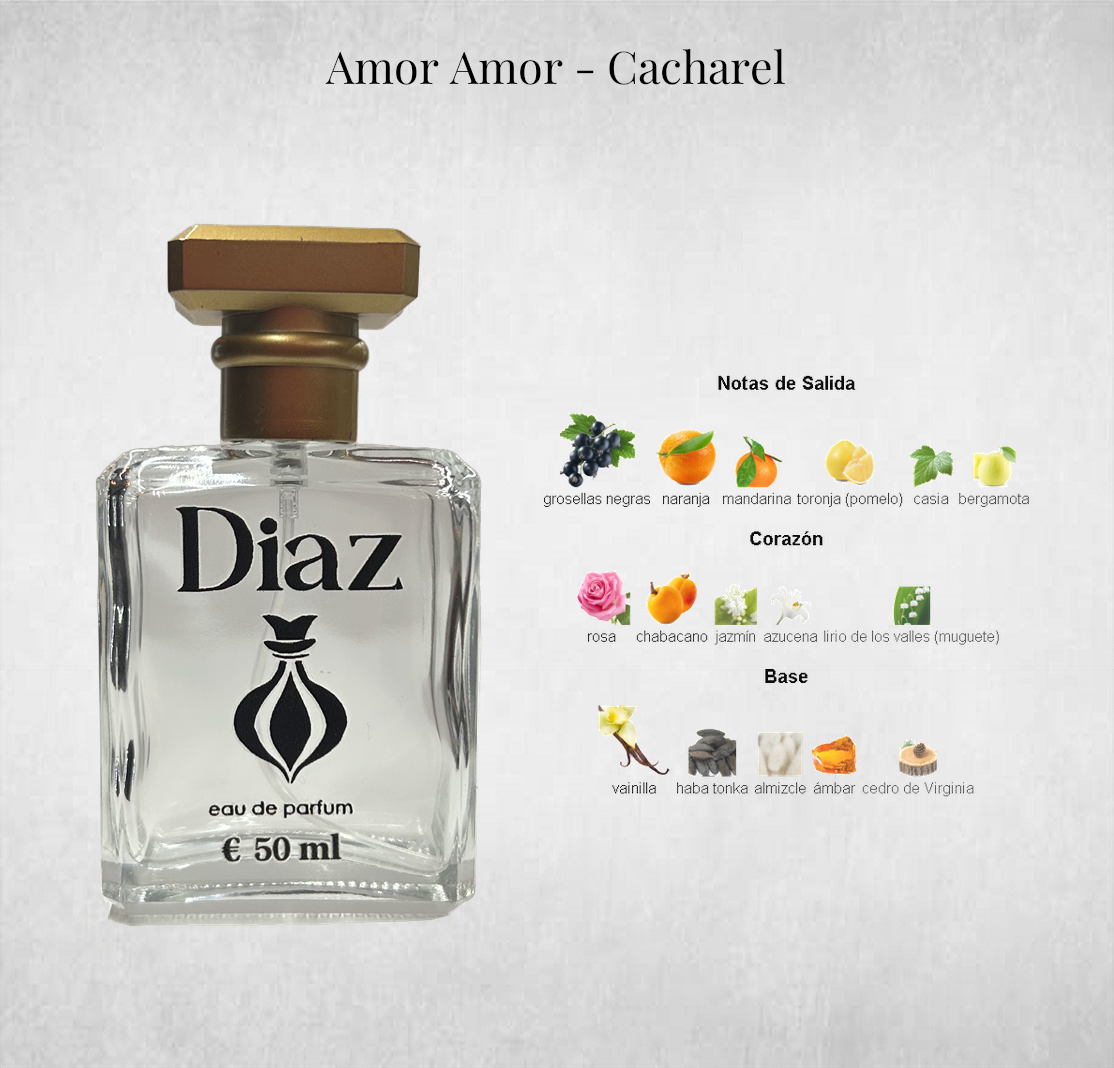 Amor Amor - Cacharel
Diaz
eau de parfum
€ 50 ml
Notas de Salida
grosellas negras naranja mandarina toronja (pomelo) casia bergamota
Corazón
rosa chabacano jazmín azucena lirio de los valles (muguete)
Base
vainilla haba tonka almizcle ámbar cedro de Virginia